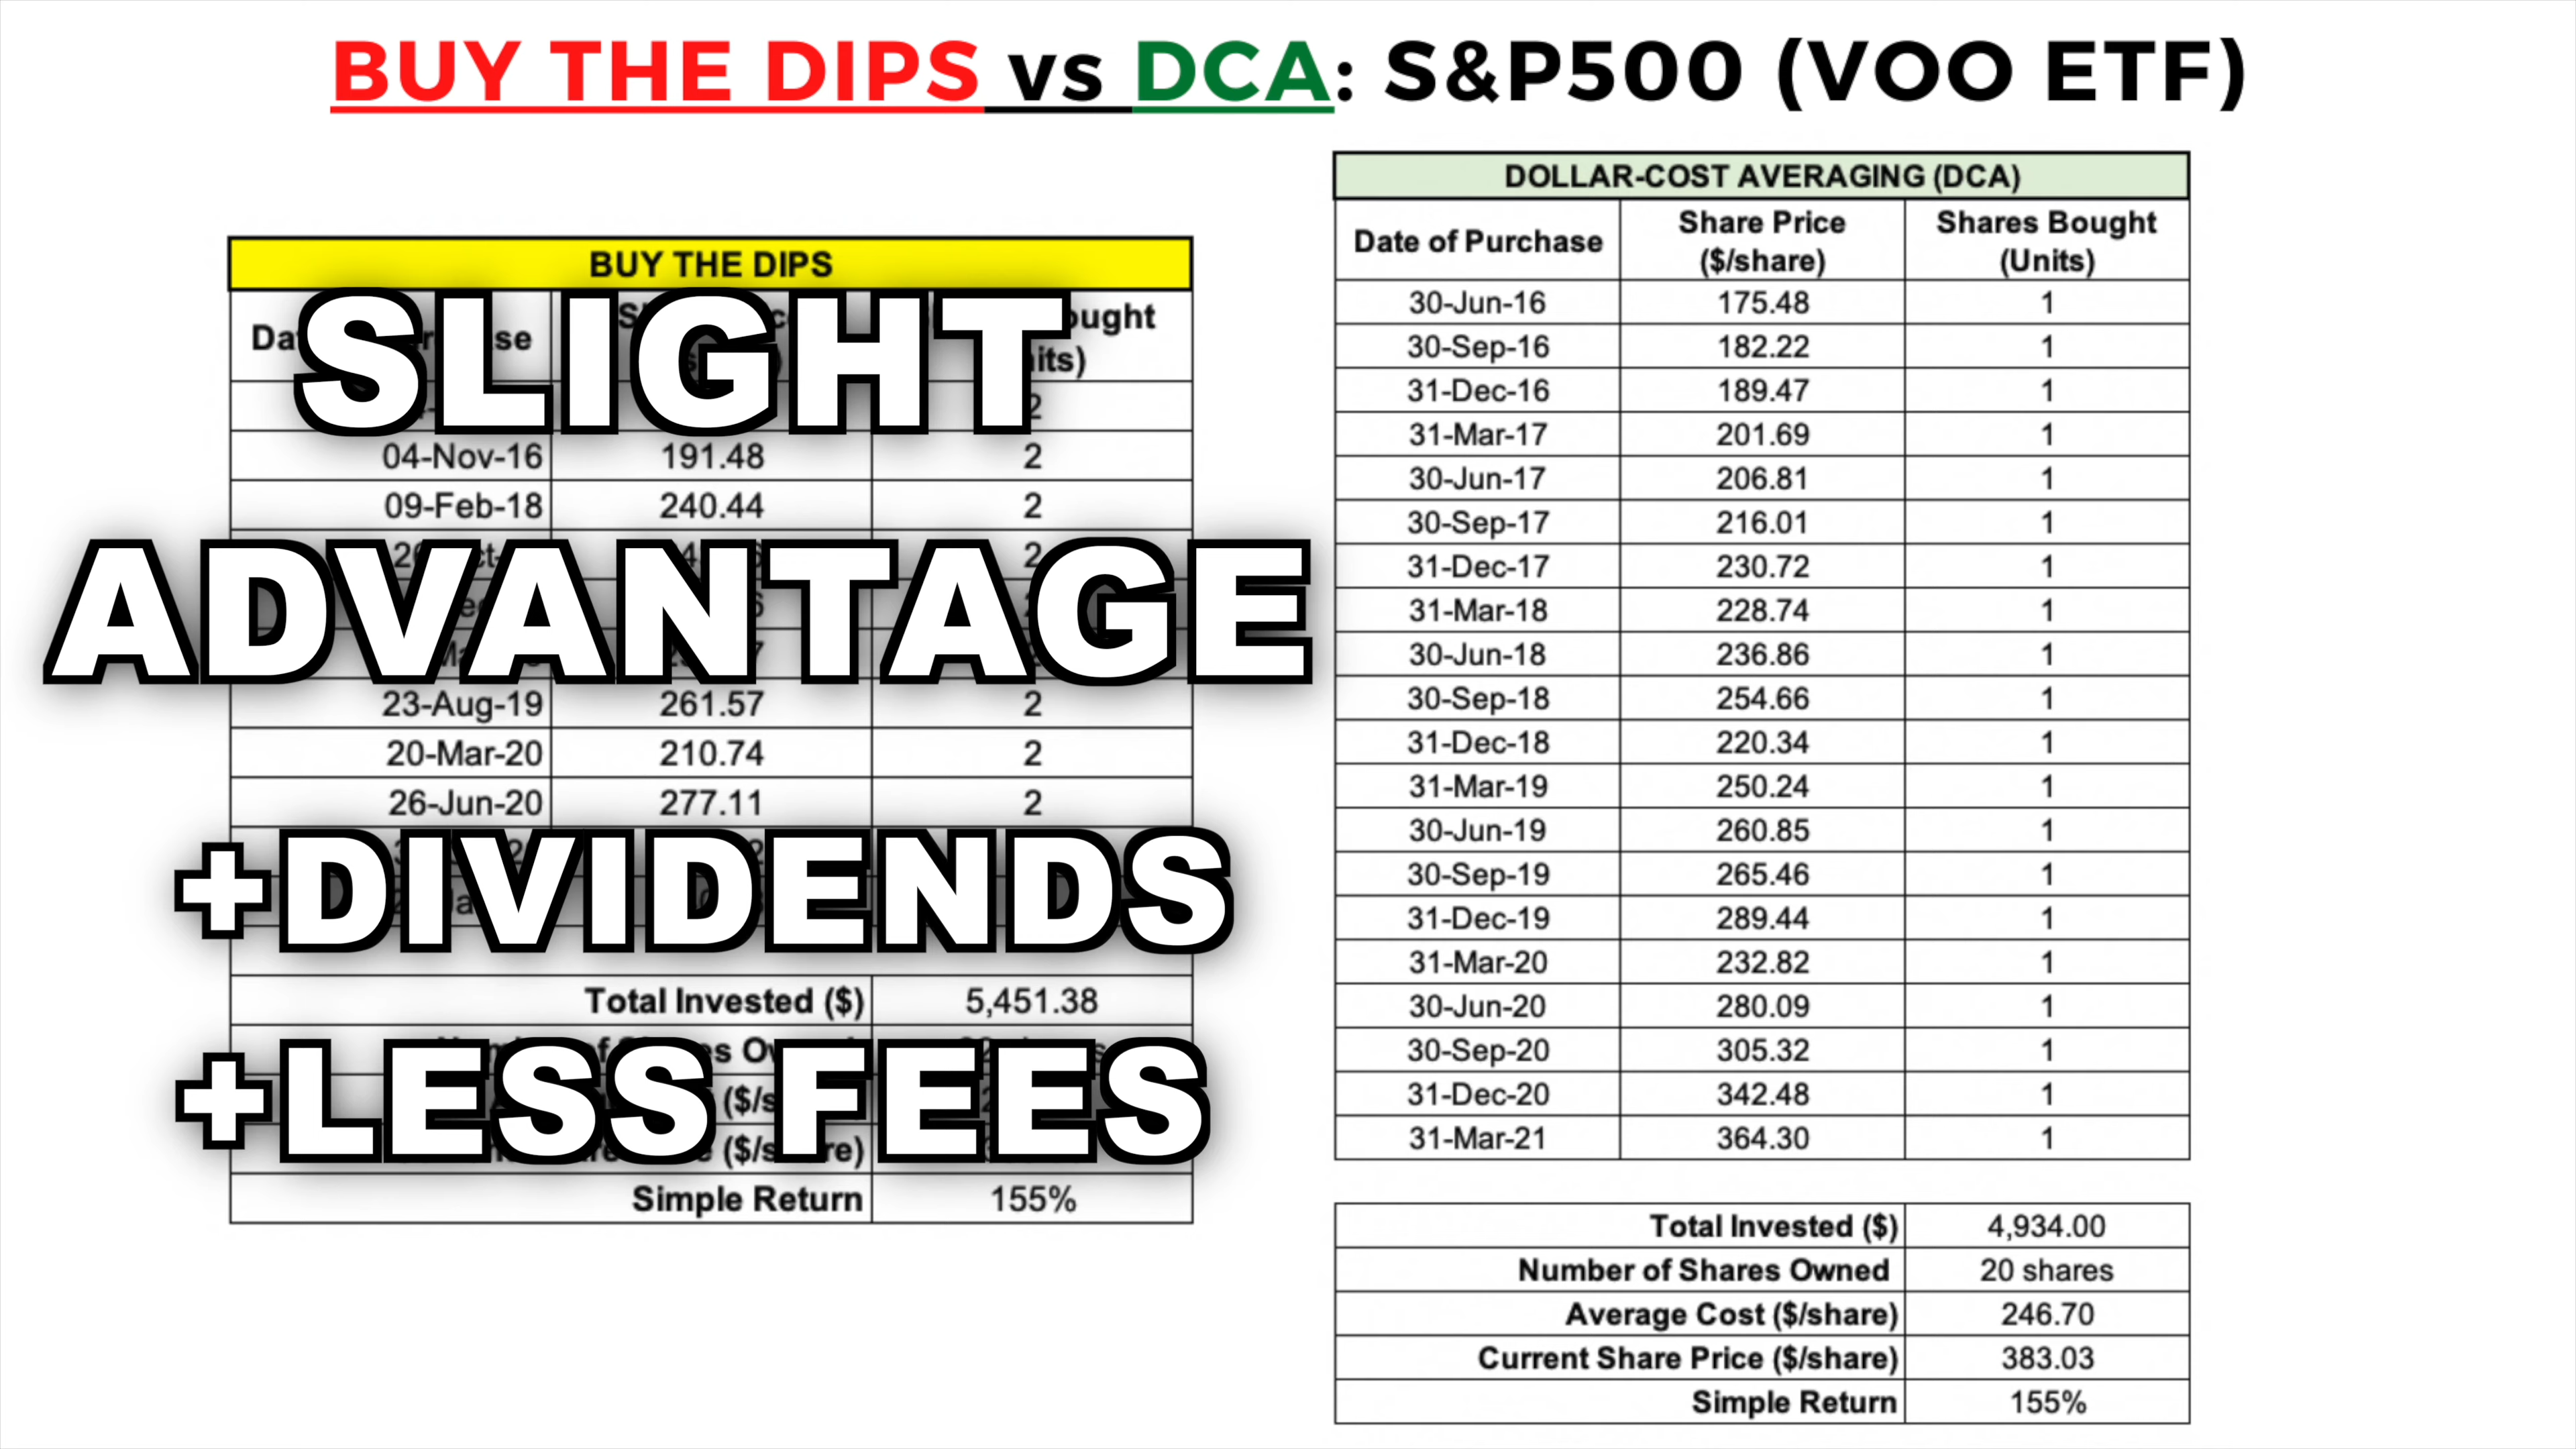 BUY THE DIPS vs DCA: S&P500 (VOO ETF)
BUY THE DIPS
SLIGHT
04-Nov-16 191.48 2
09-Feb-18 240.44 2
ADVANTAGE
23-Aug-19 261.57 2
20-Mar-20 210.74 2
26-Jun-20 277.11 2
+DIVIDENDS
Total Invested ($) 5,451.38
+LESS FEES
Simple Return 155%
DOLLAR-COST AVERAGING (DCA)
Date of Purchase Share Price ($/share) Shares Bought (Units)
30-Jun-16 175.48 1
30-Sep-16 182.22 1
31-Dec-16 189.47 1
31-Mar-17 201.69 1
30-Jun-17 206.81 1
30-Sep-17 216.01 1
31-Dec-17 230.72 1
31-Mar-18 228.74 1
30-Jun-18 236.86 1
30-Sep-18 254.66 1
31-Dec-18 220.34 1
31-Mar-19 250.24 1
30-Jun-19 260.85 1
30-Sep-19 265.46 1
31-Dec-19 289.44 1
31-Mar-20 232.82 1
30-Jun-20 280.09 1
30-Sep-20 305.32 1
31-Dec-20 342.48 1
31-Mar-21 364.30 1
Total Invested ($) 4,934.00
Number of Shares Owned 20 shares
Average Cost ($/share) 246.70
Current Share Price ($/share) 383.03
Simple Return 155%